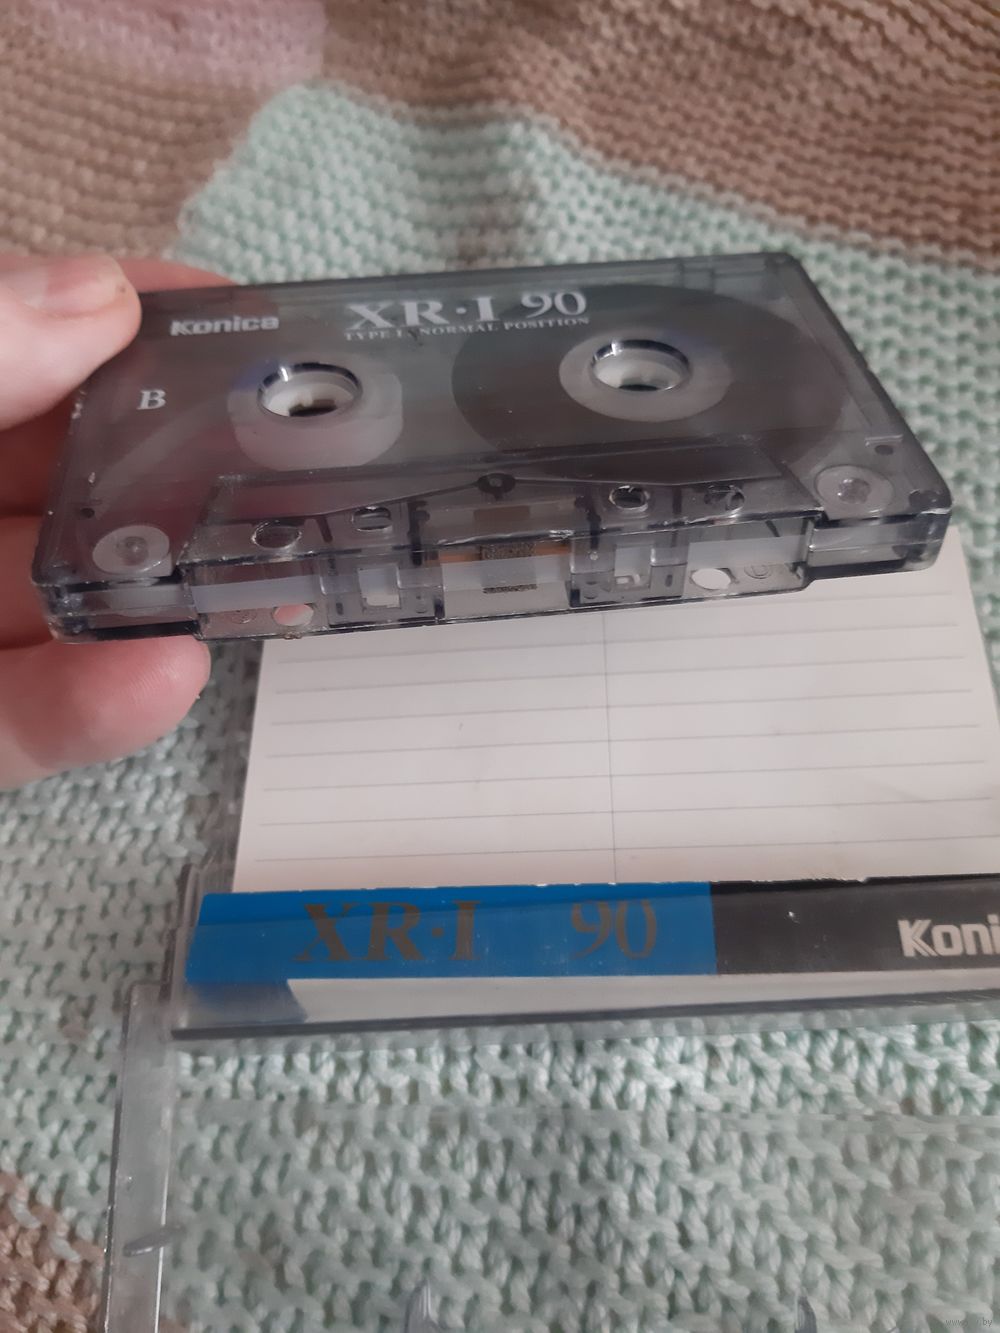 Konica
XR·I 90
TYPE I NORMAL POSITION
B
XR·I 90
Koni